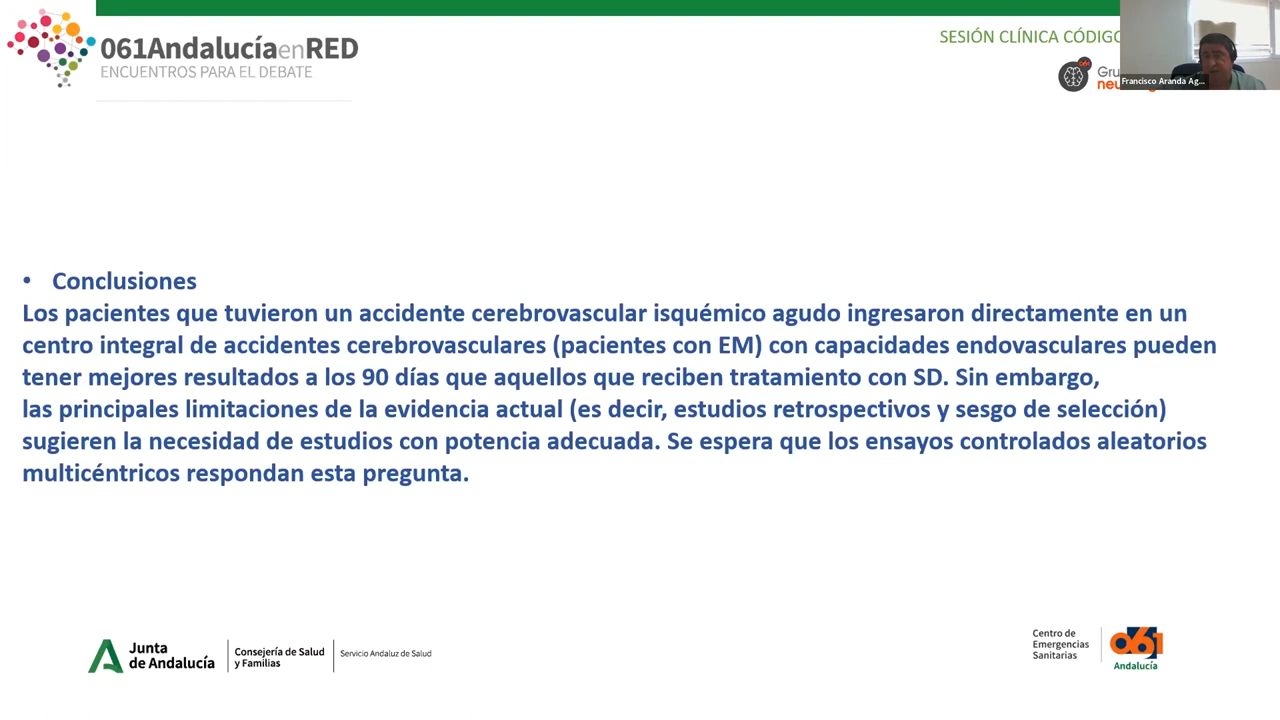 061AndalucíaenRED
ENCUENTROS PARA EL DEBATE
SESIÓN CLÍNICA CÓDIGO
061
Francisco Aranda Ag...
• Conclusiones
Los pacientes que tuvieron un accidente cerebrovascular isquémico agudo ingresaron directamente en un
centro integral de accidentes cerebrovasculares (pacientes con EM) con capacidades endovasculares pueden
tener mejores resultados a los 90 días que aquellos que reciben tratamiento con SD. Sin embargo,
las principales limitaciones de la evidencia actual (es decir, estudios retrospectivos y sesgo de selección)
sugieren la necesidad de estudios con potencia adecuada. Se espera que los ensayos controlados aleatorios
multicéntricos respondan esta pregunta.
Junta
de Andalucía
Consejería de Salud
y Familias
Servicio Andaluz de Salud
Centro de
Emergencias
Sanitarias
061
Andalucía